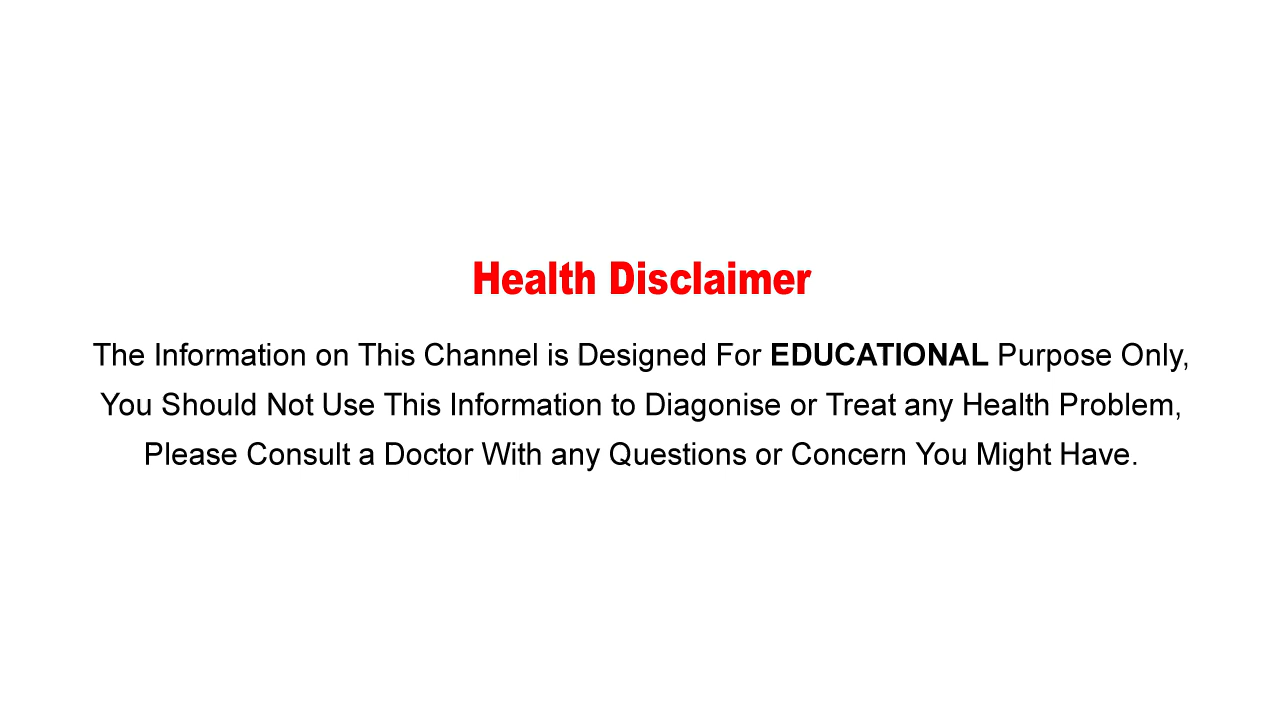 Health Disclaimer
The Information on This Channel is Designed For EDUCATIONAL Purpose Only,
You Should Not Use This Information to Diagonise or Treat any Health Problem,
Please Consult a Doctor With any Questions or Concern You Might Have.